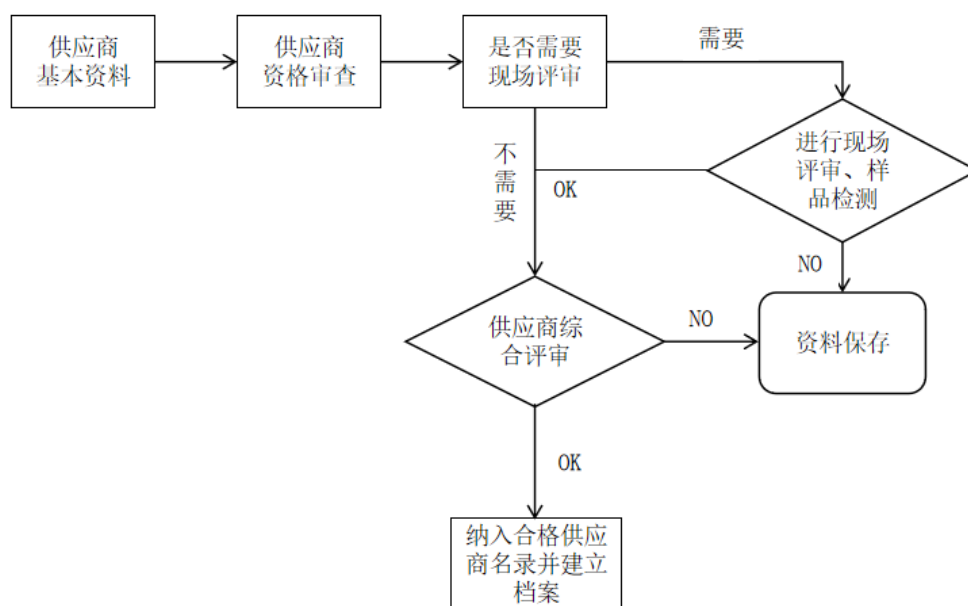 供应商
基本资料
供应商
资格审查
是否需要
现场评审
需要
进行现场
评审、样
品检测
不
需
要
OK
NO
供应商综
合评审
NO
资料保存
OK
纳入合格供应
商名录并建立
档案